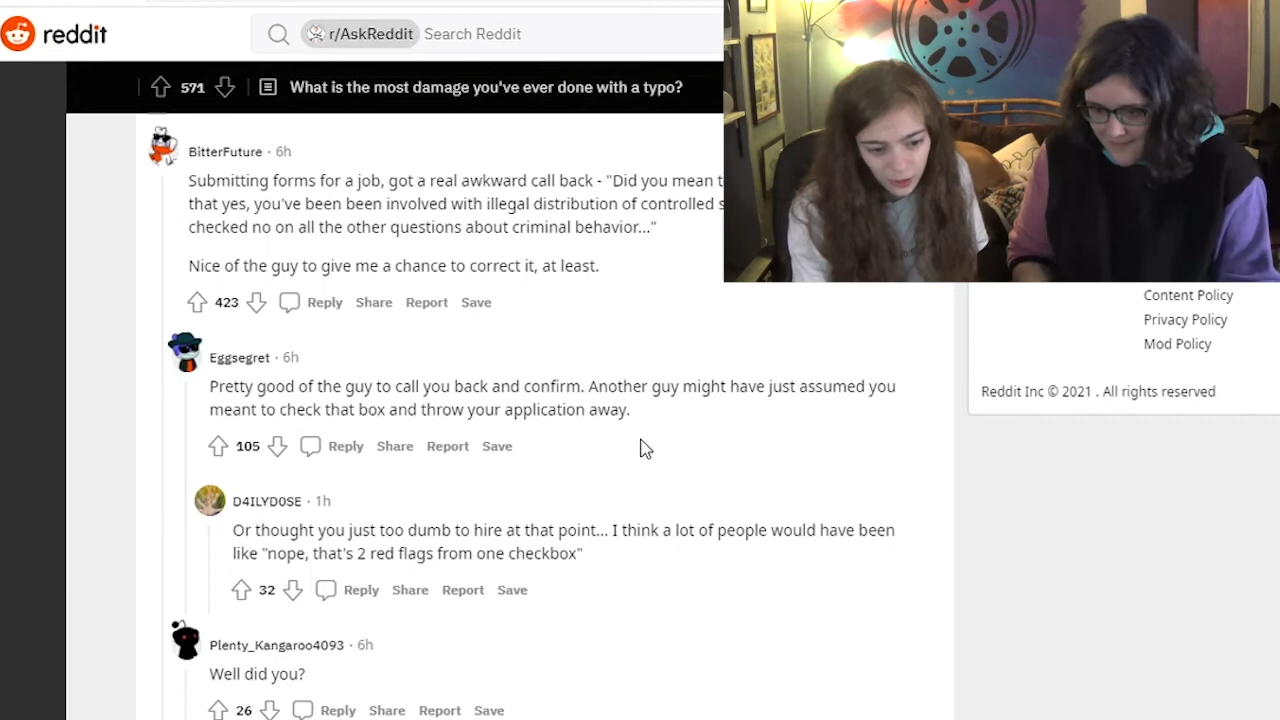 reddit
r/AskReddit Search Reddit
571 What is the most damage you've ever done with a typo?
BitterFuture · 6h
Submitting forms for a job, got a real awkward call back - "Did you mean
that yes, you've been been involved with illegal distribution of controlled
checked no on all the other questions about criminal behavior..."
Nice of the guy to give me a chance to correct it, at least.
423 Reply Share Report Save
Eggsegret · 6h
Pretty good of the guy to call you back and confirm. Another guy might have just assumed you
meant to check that box and throw your application away.
105 Reply Share Report Save
D4ILYD0SE · 1h
Or thought you just too dumb to hire at that point... I think a lot of people would have been
like "nope, that's 2 red flags from one checkbox"
32 Reply Share Report Save
Plenty_Kangaroo4093 · 6h
Well did you?
26 Reply Share Report Save
Content Policy
Privacy Policy
Mod Policy
Reddit Inc © 2021 . All rights reserved